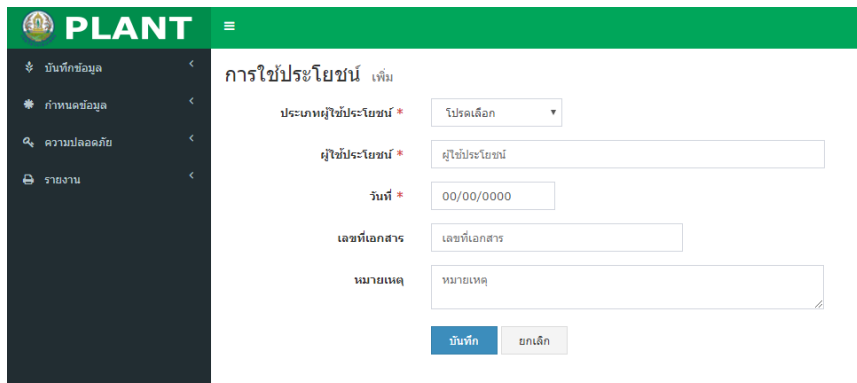 PLANT
บันทึกข้อมูล
กำหนดข้อมูล
ความปลอดภัย
รายงาน
การใช้ประโยชน์ เพิ่ม
ประเภทผู้ใช้ประโยชน์ * โปรดเลือก
ผู้ใช้ประโยชน์ * ผู้ใช้ประโยชน์
วันที่ * 00/00/0000
เลขที่เอกสาร เลขที่เอกสาร
หมายเหตุ หมายเหตุ
บันทึก ยกเลิก